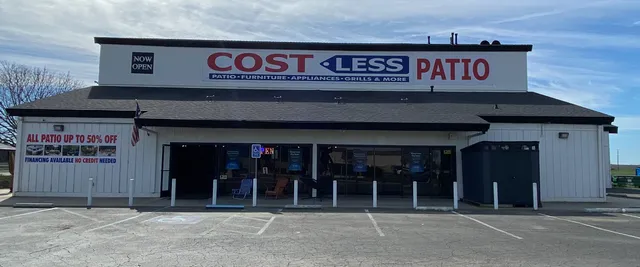 NOW
OPEN
COST LESS PATIO
PATIO • FURNITURE • APPLIANCES • GRILLS & MORE
ALL PATIO UP TO 50% OFF
FINANCING AVAILABLE NO CREDIT NEEDED
OPEN